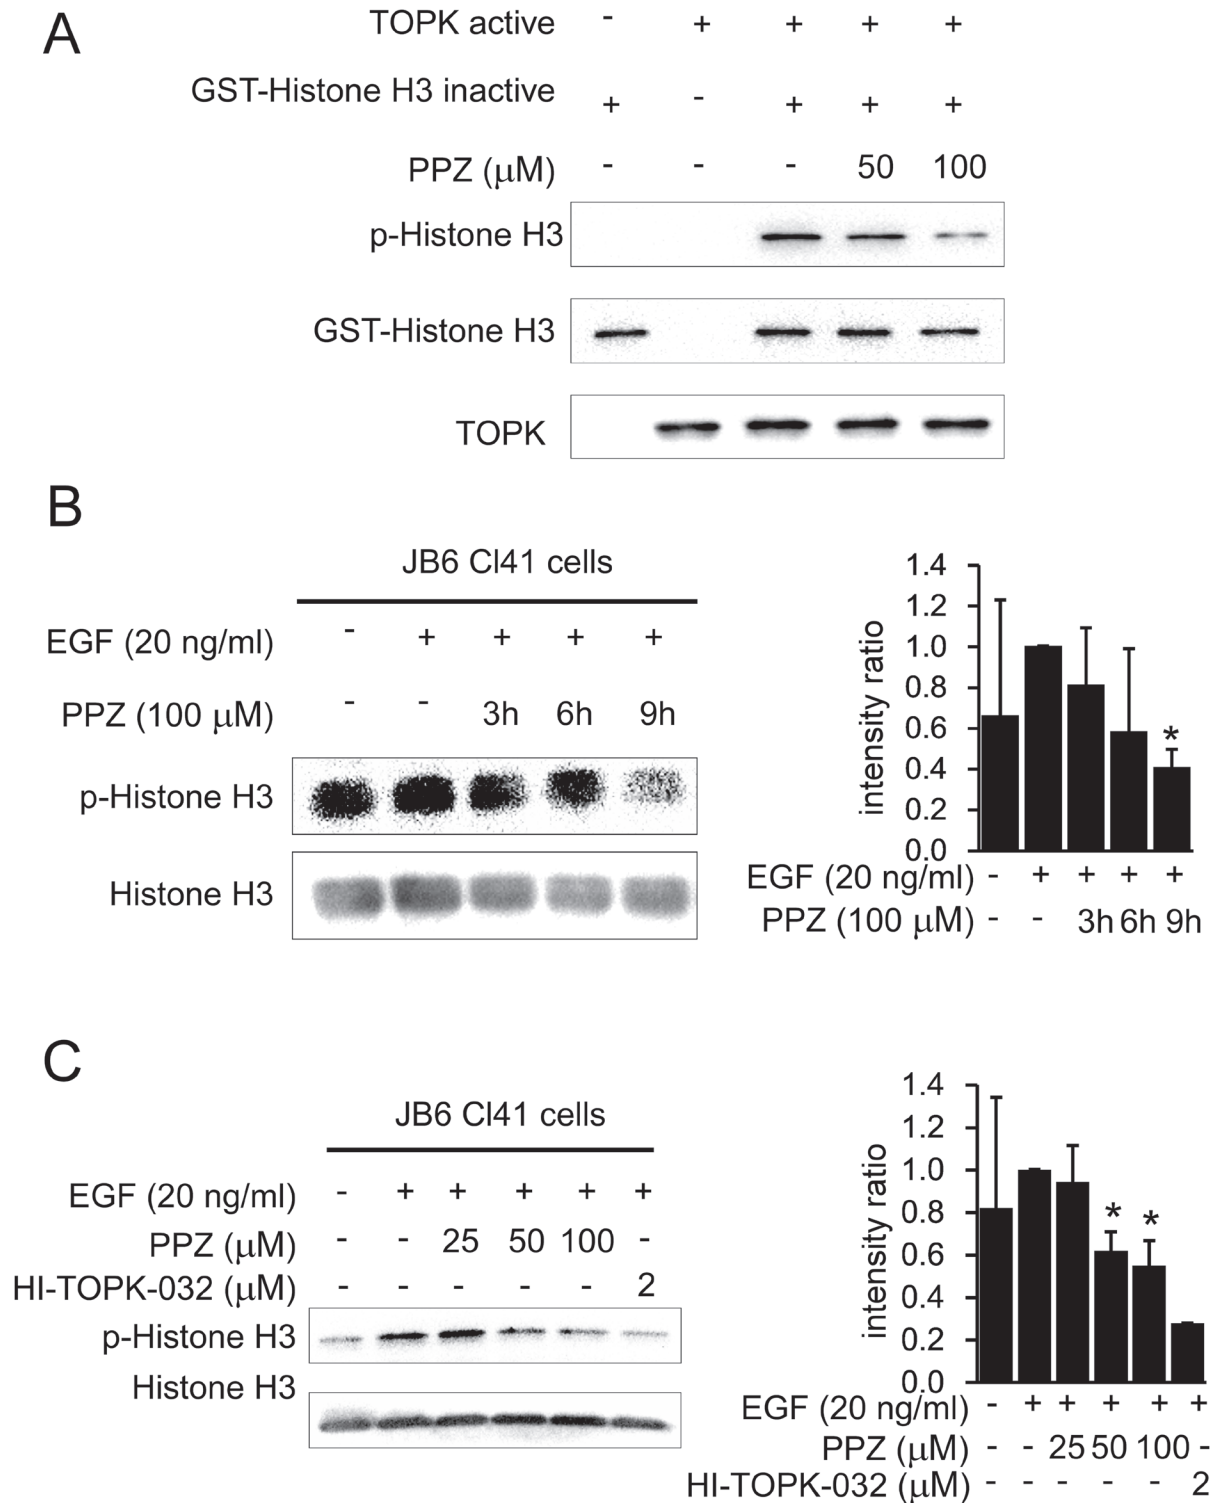 A
TOPK active - + + + +
GST-Histone H3 inactive + - + + +
PPZ (µM) - - - 50 100
p-Histone H3
GST-Histone H3
TOPK
B
JB6 Cl41 cells
EGF (20 ng/ml) - + + + +
PPZ (100 µM) - - 3h 6h 9h
p-Histone H3
Histone H3
intensity ratio
1.4
1.2
1.0
0.8
0.6
0.4
0.2
0.0
*
EGF (20 ng/ml) - + + + +
PPZ (100 µM) - - 3h 6h 9h
C
JB6 Cl41 cells
EGF (20 ng/ml) - + + + + +
PPZ (µM) - - 25 50 100 -
HI-TOPK-032 (µM) - - - - - 2
p-Histone H3
Histone H3
intensity ratio
1.4
1.2
1.0
0.8
0.6
0.4
0.2
0.0
* *
EGF (20 ng/ml) - + + + + +
PPZ (µM) - - 25 50 100 -
HI-TOPK-032 (µM) - - - - - 2